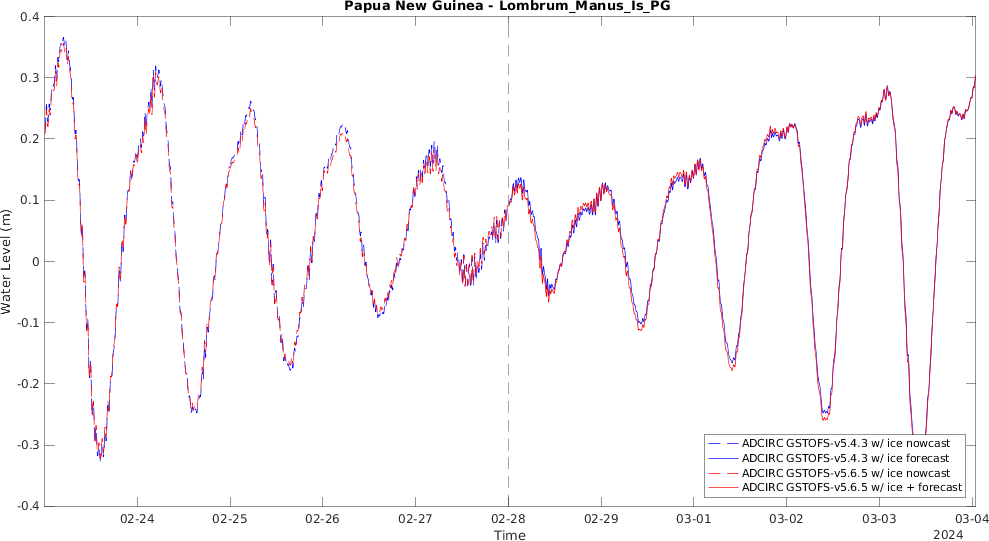 Papua New Guinea - Lombrum_Manus_Is_PG
0.4
0.3
0.2
0.1
0
-0.1
-0.2
-0.3
-0.4
Water Level (m)
02-24 02-25 02-26 02-27 02-28 02-29 03-01 03-02 03-03 03-04
Time
2024
ADCIRC GSTOFS-v5.4.3 w/ ice nowcast
ADCIRC GSTOFS-v5.4.3 w/ ice forecast
ADCIRC GSTOFS-v5.6.5 w/ ice nowcast
ADCIRC GSTOFS-v5.6.5 w/ ice + forecast